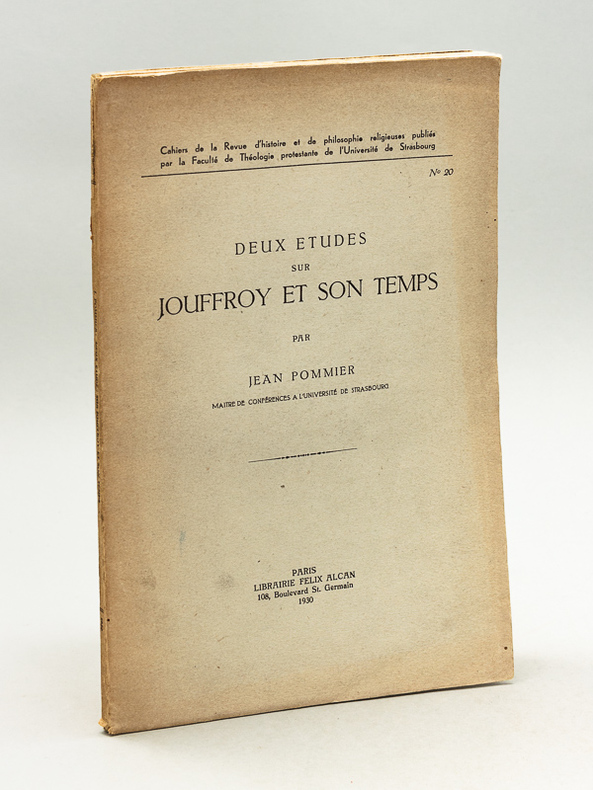 Cahiers de la Revue d'histoire et de philosophie religieuses publiés
par la Faculté de Théologie protestante de l'Université de Strasbourg
Nº 20
DEUX ETUDES
SUR
JOUFFROY ET SON TEMPS
PAR
JEAN POMMIER
MAITRE DE CONFÉRENCES A L'UNIVERSITÉ DE STRASBOURG
PARIS
LIBRAIRIE FELIX ALCAN
108, Boulevard St. Germain
1930